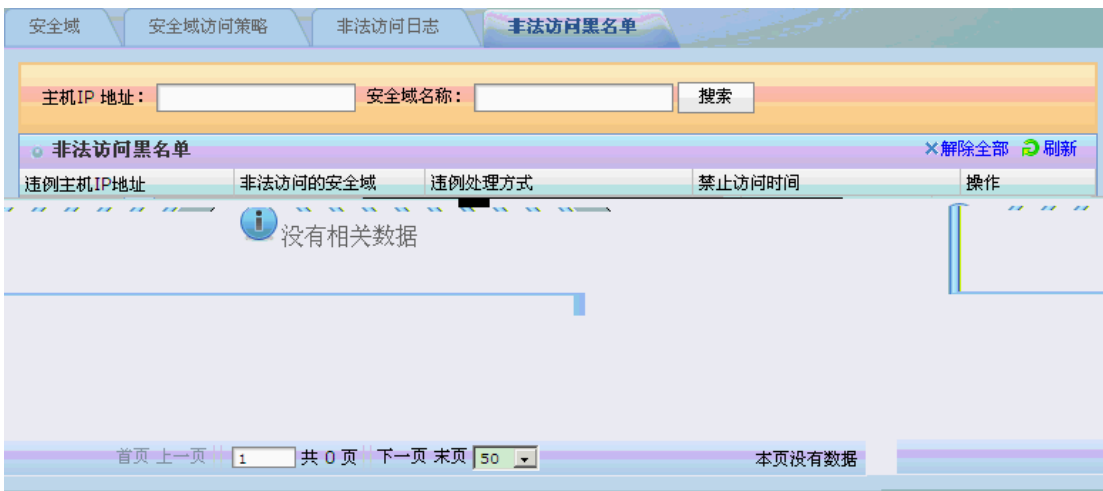 安全域 安全域访问策略 非法访问日志 非法访问黑名单
主机IP 地址： 安全域名称： 搜索
非法访问黑名单 ×解除全部 刷新
违例主机IP地址 非法访问的安全域 违例处理方式 禁止访问时间 操作
没有相关数据
首页 上一页 1 共 0 页 下一页 末页 50 本页没有数据